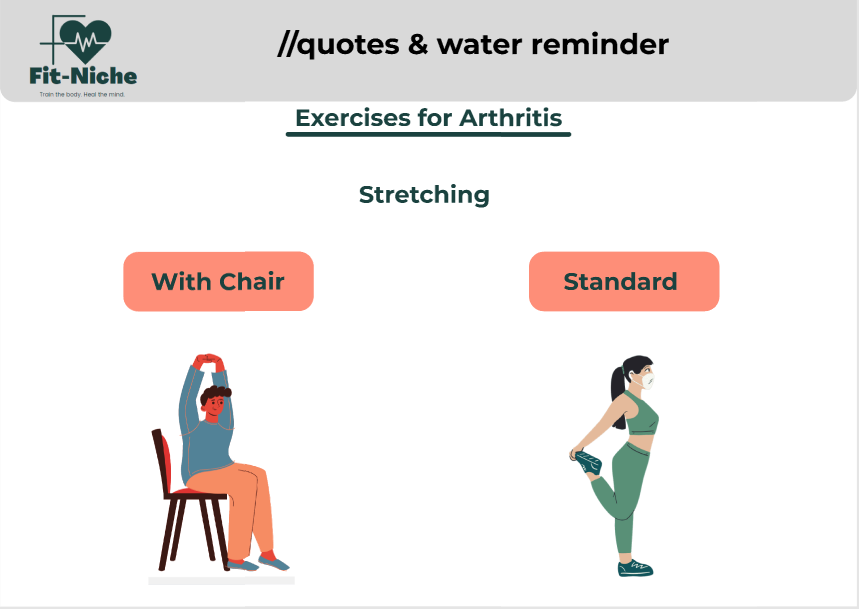 //quotes & water reminder
Fit-Niche
Train the body. Heal the mind.
Exercises for Arthritis
Stretching
With Chair
Standard